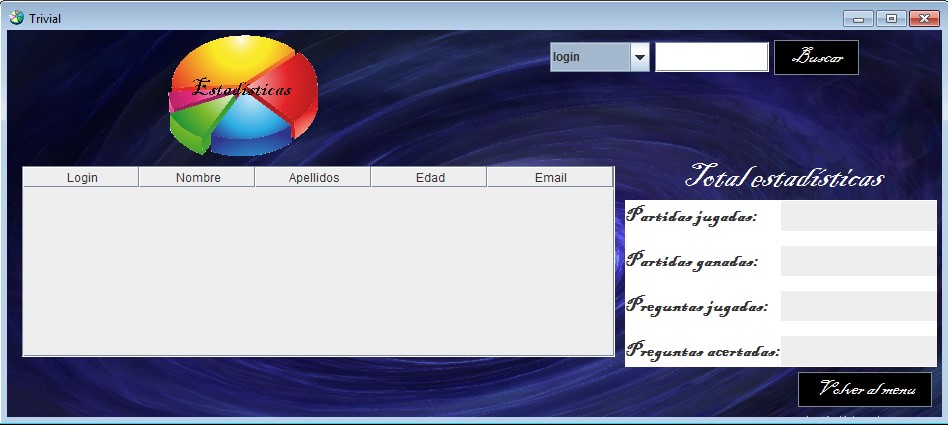 Trivial
Estadísticas
login
Buscar
Login Nombre Apellidos Edad Email
Total estadísticas
Partidas jugadas:
Partidas ganadas:
Preguntas jugadas:
Preguntas acertadas:
Volver al menu